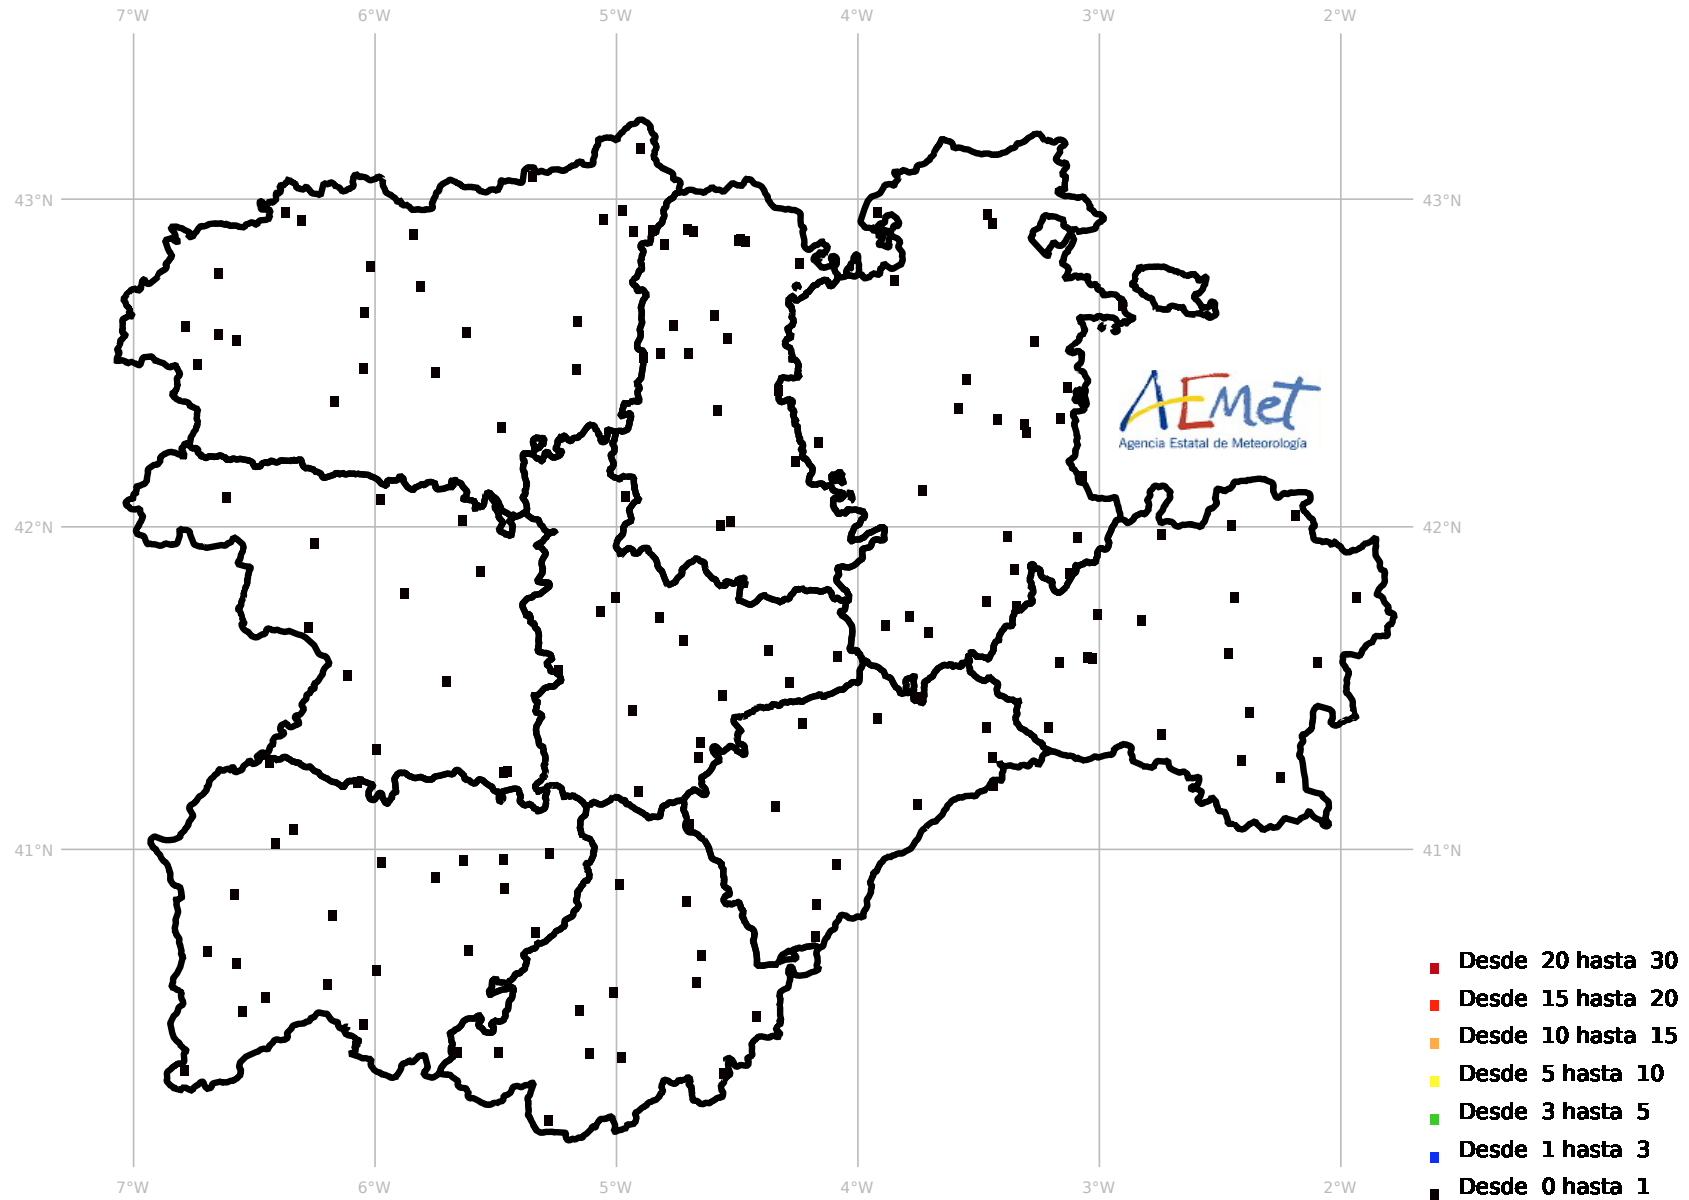 7°W 6°W 5°W 4°W 3°W 2°W
43°N 43°N
AEMet
Agencia Estatal de Meteorología
42°N 42°N
41°N 41°N
Desde 20 hasta 30
Desde 15 hasta 20
Desde 10 hasta 15
Desde 5 hasta 10
Desde 3 hasta 5
Desde 1 hasta 3
Desde 0 hasta 1
7°W 6°W 5°W 4°W 3°W 2°W